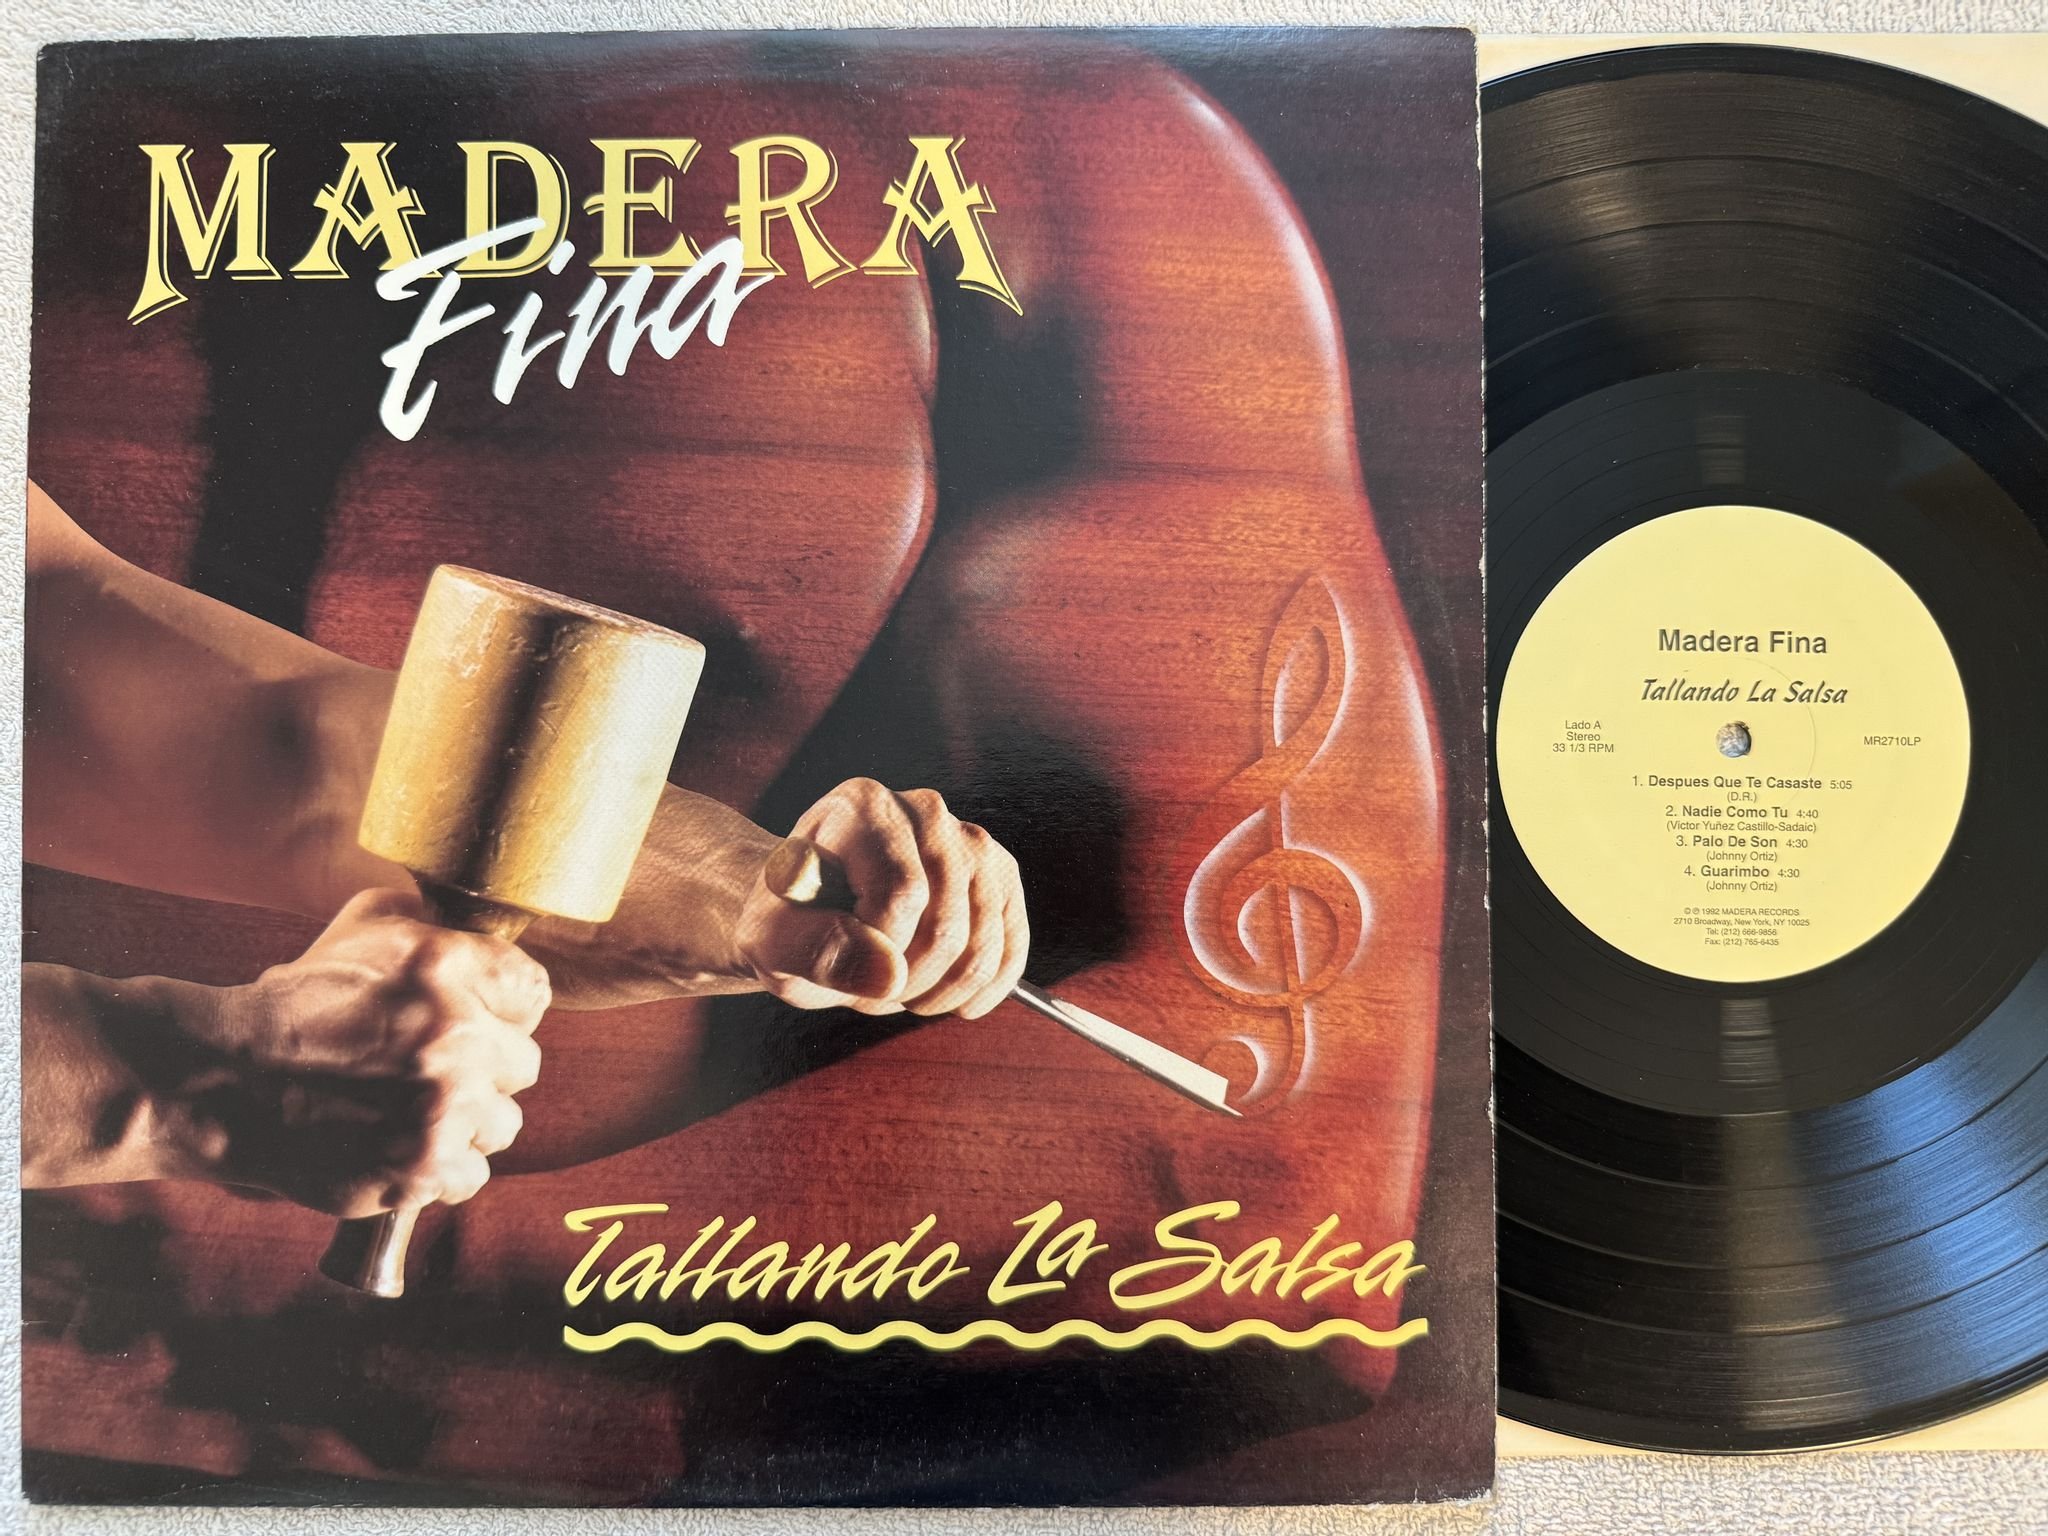 MADERA
Fina
Tallando La Salsa
Madera Fina
Tallando La Salsa
Lado A
Stereo
33 1/3 RPM
MR2710LP
1. Despues Que Te Casaste 5:05
(D.R.)
2. Nadie Como Tu 4:40
(Victor Yuñez Castillo-Sadaic)
3. Palo De Son 4:30
(Johnny Ortiz)
4. Guarimbo 4:30
(Johnny Ortiz)
© ℗ 1992 MADERA RECORDS
2710 Broadway, New York, NY 10025
Tel: (212) 666-9856
Fax: (212) 765-6435